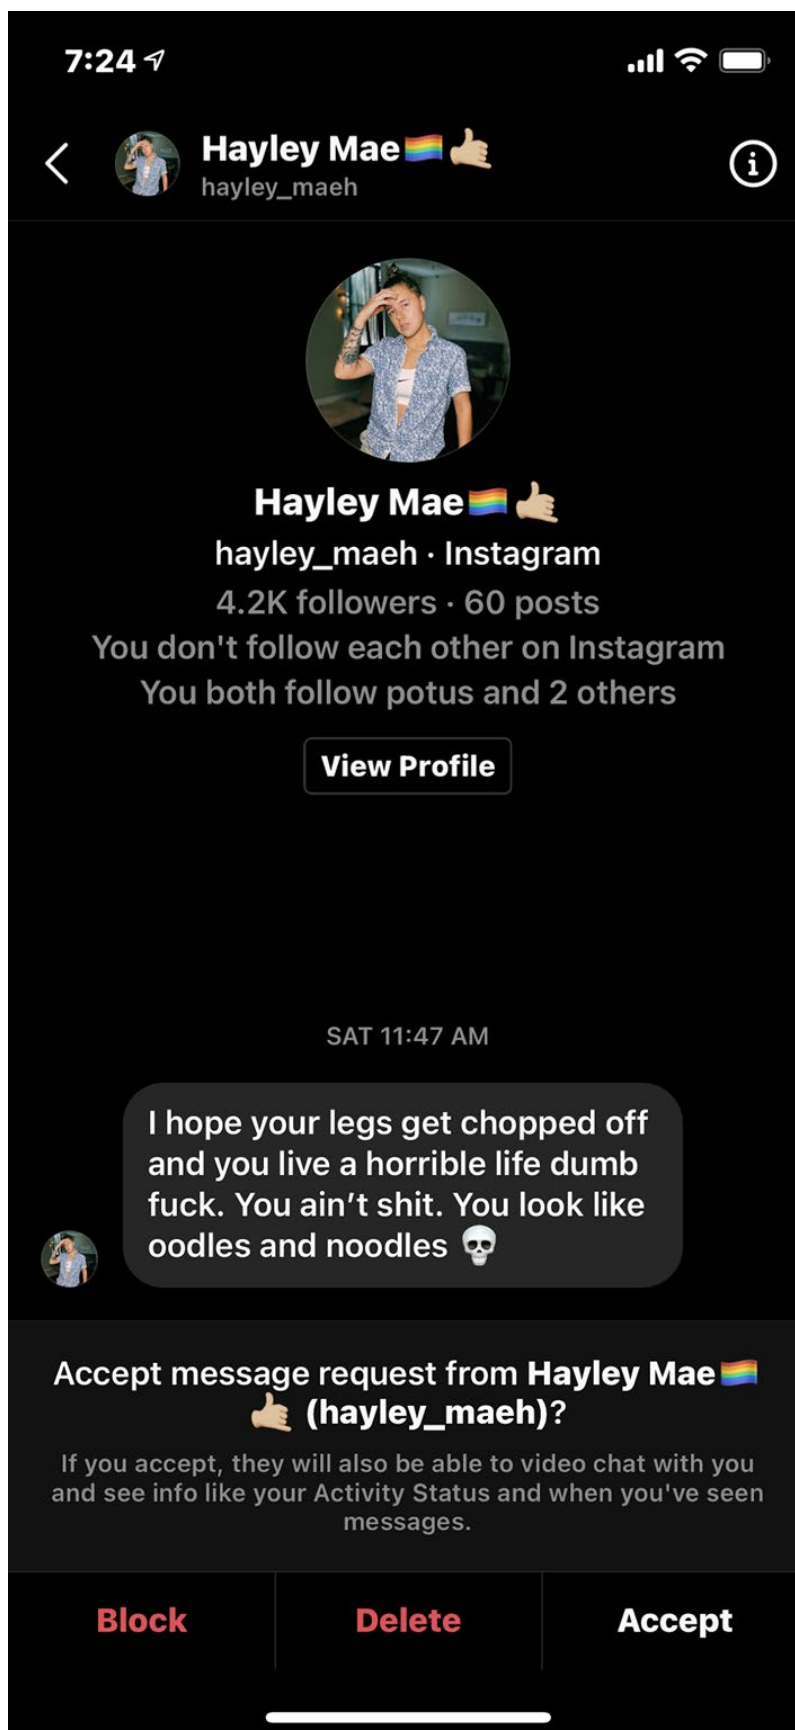 7:24
Hayley Mae🏳️‍🌈🤙🏼
hayley_maeh
Hayley Mae🏳️‍🌈🤙🏼
hayley_maeh · Instagram
4.2K followers · 60 posts
You don't follow each other on Instagram
You both follow potus and 2 others
View Profile
SAT 11:47 AM
I hope your legs get chopped off
and you live a horrible life dumb
fuck. You ain’t shit. You look like
oodles and noodles 💀
Accept message request from Hayley Mae🏳️‍🌈
🤙🏼 (hayley_maeh)?
If you accept, they will also be able to video chat with you
and see info like your Activity Status and when you've seen
messages.
Block
Delete
Accept